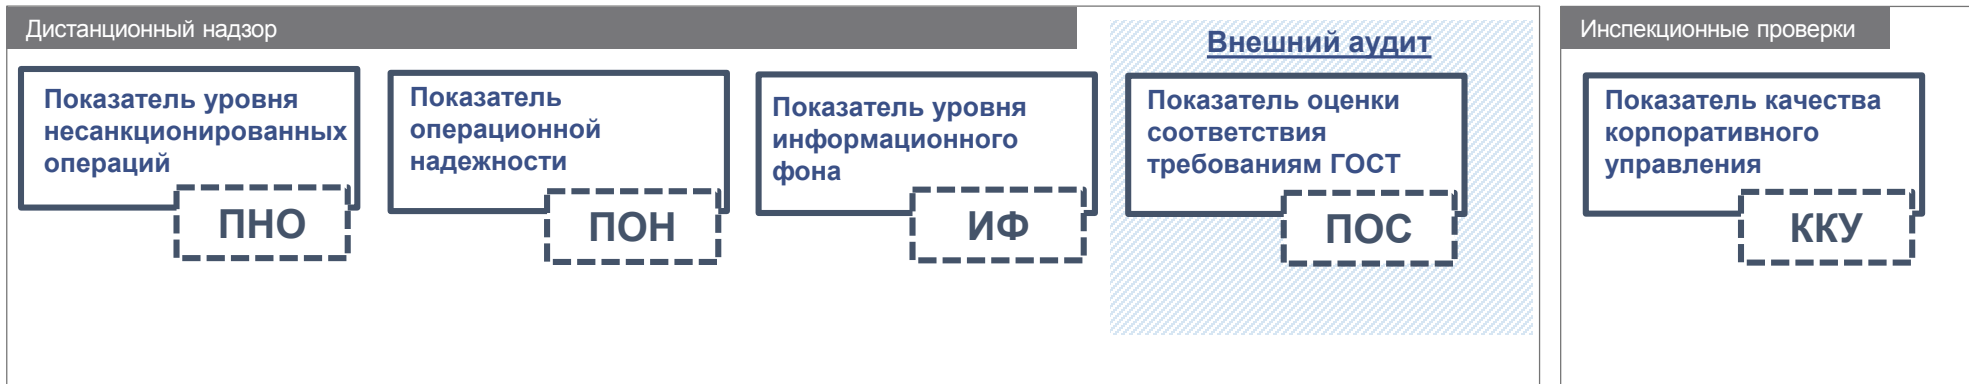 Дистанционный надзор
Показатель уровня
несанкционированных
операций
ПНО
Показатель
операционной
надежности
ПОН
Показатель уровня
информационного
фона
ИФ
Внешний аудит
Показатель оценки
соответствия
требованиям ГОСТ
ПОС
Инспекционные проверки
Показатель качества
корпоративного
управления
ККУ